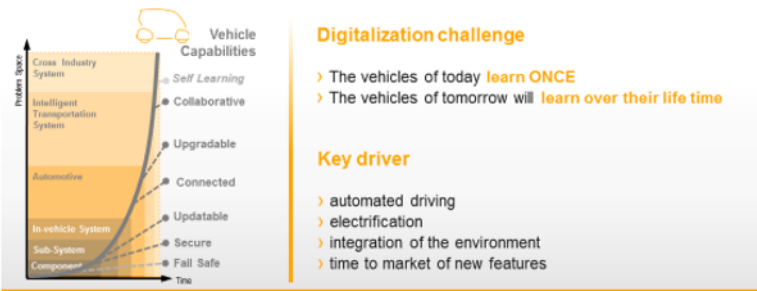 Vehicle
Capabilities
Problem Space
Cross Industry
System
Intelligent
Transportation
System
Automotive
In-vehicle System
Sub-System
Component
Self Learning
Collaborative
Upgradable
Connected
Updatable
Secure
Fail Safe
Time
Digitalization challenge
› The vehicles of today learn ONCE
› The vehicles of tomorrow will learn over their life time
Key driver
› automated driving
› electrification
› integration of the environment
› time to market of new features